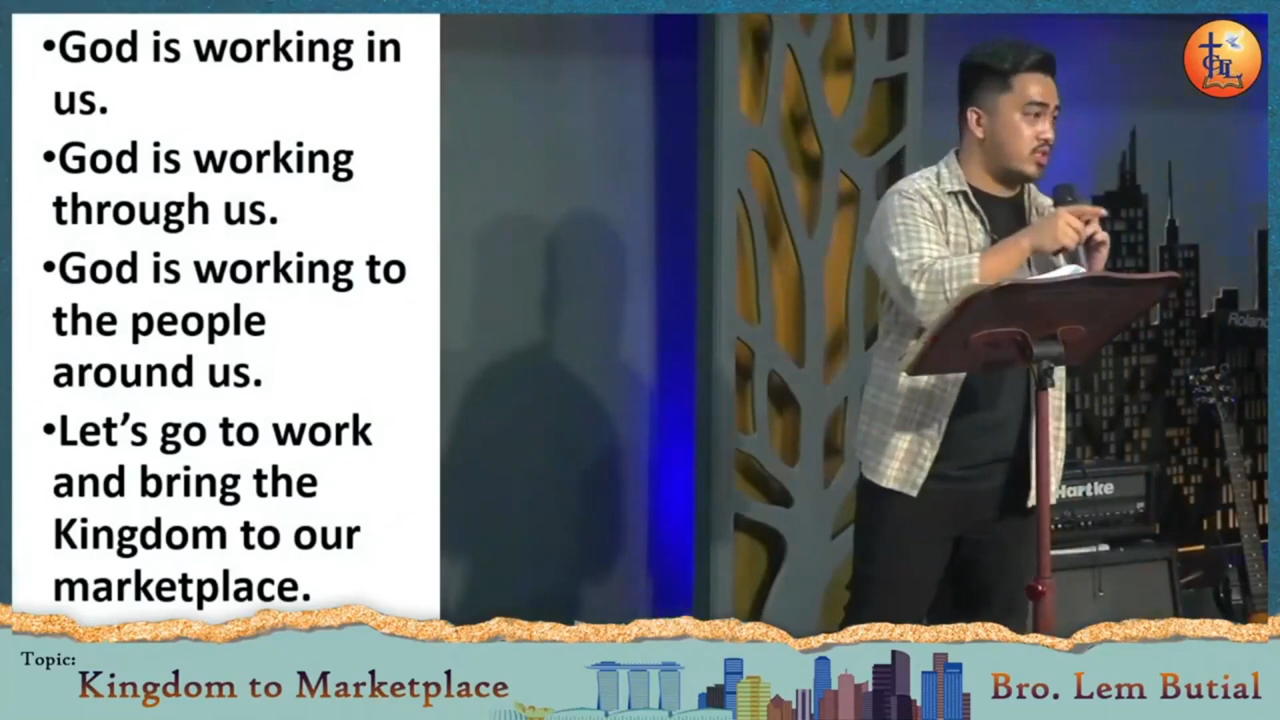 •God is working in
us.
•God is working
through us.
•God is working to
the people
around us.
•Let’s go to work
and bring the
Kingdom to our
marketplace.
Roland
Hartke
Topic:
Kingdom to Marketplace
Bro. Lem Butial